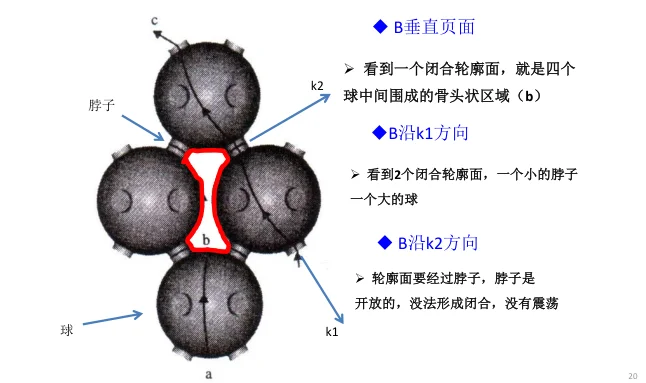 c
◆ B垂直页面
➢ 看到一个闭合轮廓面，就是四个
球中间围成的骨头状区域（b）
k2
脖子
◆B沿k1方向
➢ 看到2个闭合轮廓面，一个小的脖子
一个大的球
b
◆ B沿k2方向
➢ 轮廓面要经过脖子，脖子是
开放的，没法形成闭合，没有震荡
球
k1
a
20